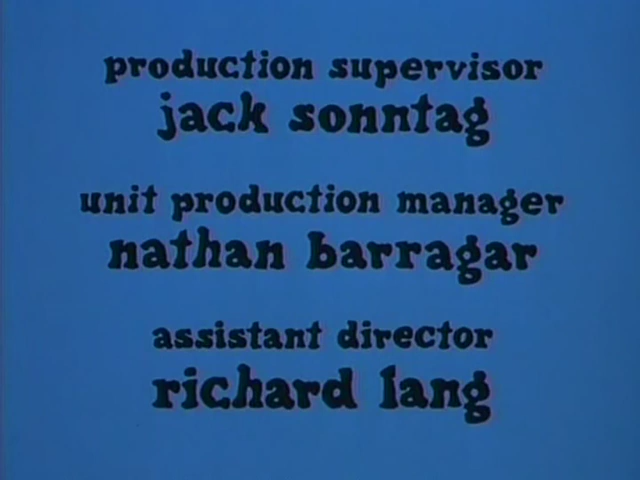 production supervisor
jack sonntag
unit production manager
nathan barragar
assistant director
richard lang